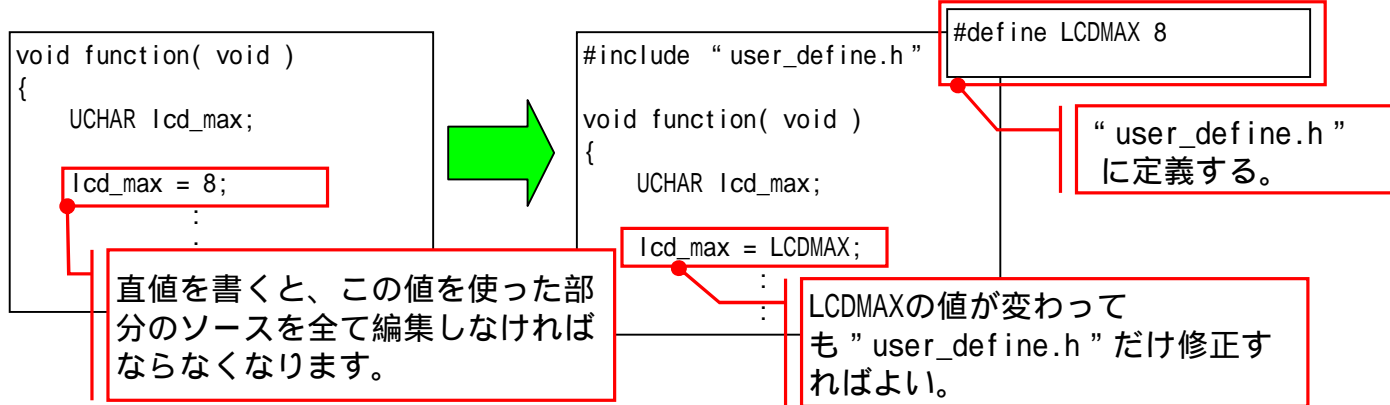 void function( void )
{
UCHAR lcd_max;
lcd_max = 8;
:
.
直値を書くと、この値を使った部
分のソースを全て編集しなければ
ならなくなります。
#include “user_define.h”
void function( void )
{
UCHAR lcd_max;
lcd_max = LCDMAX;
:
:
LCDMAXの値が変わって
も”user_define.h”だけ修正す
ればよい。
#define LCDMAX 8
“user_define.h”
に定義する。